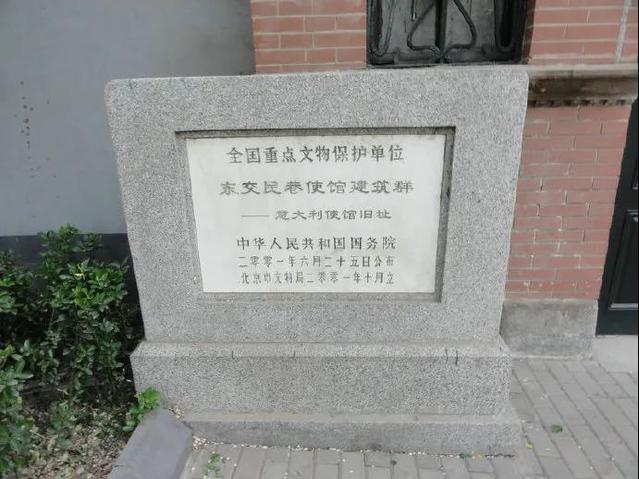 全国重点文物保护单位
东交民巷使馆建筑群
——意大利使馆旧址
中华人民共和国国务院
二零零一年六月二十五日公布
北京市文物局二零零一年十月立